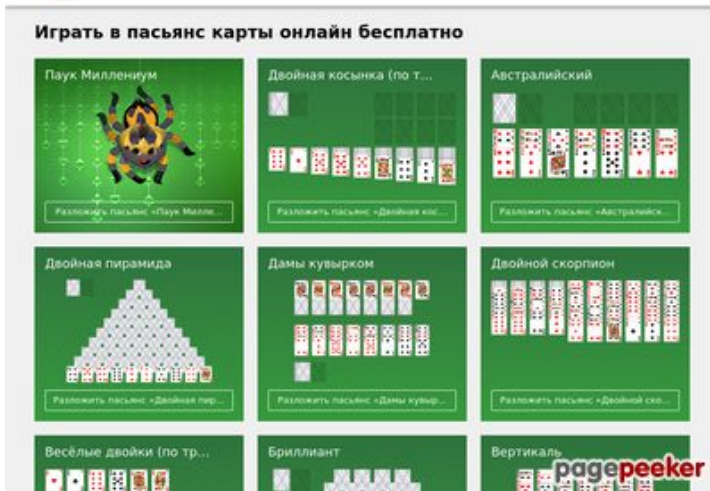 Играть в пасьянс карты онлайн бесплатно
Паук Миллениум
Двойная косынка (по т...
Австралийский
Разложить пасьянс «Паук Милле...
Разложить пасьянс «Двойная кос...
Разложить пасьянс «Австралийск...
Двойная пирамида
Дамы кувырком
Двойной скорпион
Разложить пасьянс «Двойная пир...
Разложить пасьянс «Дамы кувыр...
Разложить пасьянс «Двойной ско...
Весёлые двойки (по тр...
Бриллиант
Вертикаль
pagepeeker